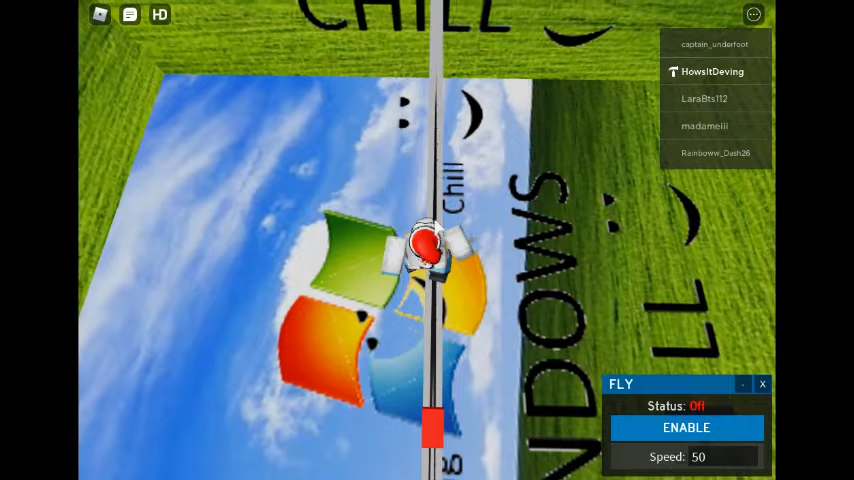 HD
CHILL
captain_underfoot
HowsItDeving
LaraBts112
madameiii
Rainboww_Dash26
:)
Chill
NDOWS
:)
LL
FLY
- X
Status: Off
ENABLE
Speed: 50